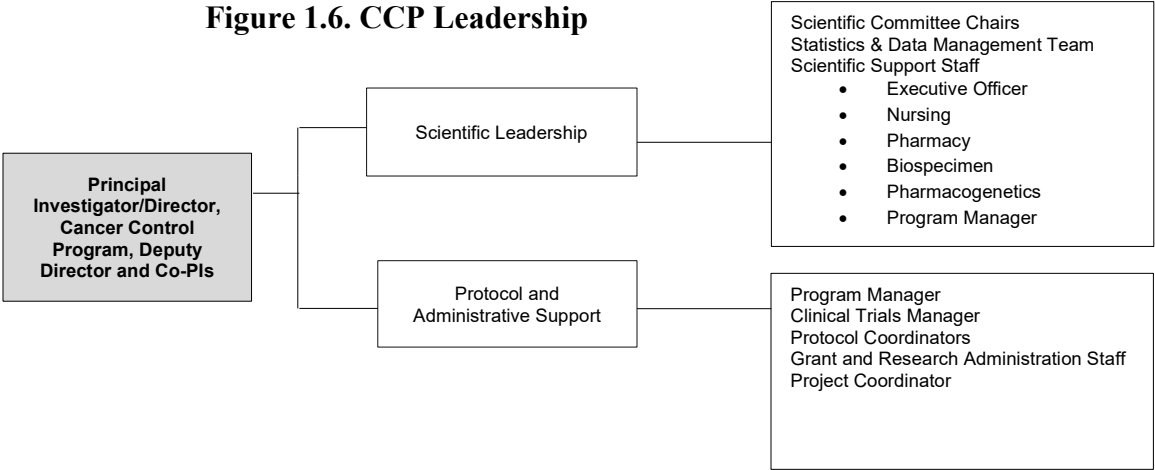 Figure 1.6. CCP Leadership
Principal
Investigator/Director,
Cancer Control
Program, Deputy
Director and Co-PIs
Scientific Leadership
Scientific Committee Chairs
Statistics & Data Management Team
Scientific Support Staff
• Executive Officer
• Nursing
• Pharmacy
• Biospecimen
• Pharmacogenetics
• Program Manager
Protocol and
Administrative Support
Program Manager
Clinical Trials Manager
Protocol Coordinators
Grant and Research Administration Staff
Project Coordinator